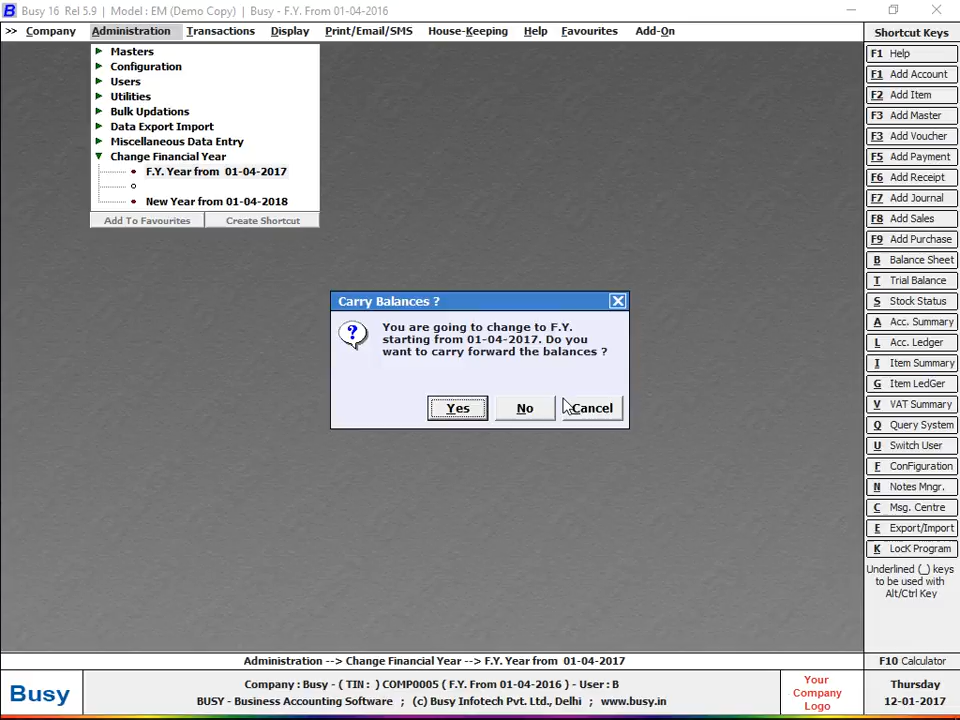 Busy 16 Rel 5.9 | Model : EM (Demo Copy) | Busy - F.Y. From 01-04-2016
>> Company Administration Transactions Display Print/Email/SMS House-Keeping Help Favourites Add-On
Masters
Configuration
Users
Utilities
Bulk Updations
Data Export Import
Miscellaneous Data Entry
Change Financial Year
F.Y. Year from 01-04-2017
New Year from 01-04-2018
Add To Favourites Create Shortcut
Carry Balances ?
You are going to change to F.Y.
starting from 01-04-2017. Do you
want to carry forward the balances ?
Yes No Cancel
Shortcut Keys
F1 Help
F1 Add Account
F2 Add Item
F3 Add Master
F3 Add Voucher
F5 Add Payment
F6 Add Receipt
F7 Add Journal
F8 Add Sales
F9 Add Purchase
B Balance Sheet
T Trial Balance
S Stock Status
A Acc. Summary
L Acc. Ledger
I Item Summary
G Item LedGer
V VAT Summary
Q Query System
U Switch User
F ConFiguration
N Notes Mngr.
C Msg. Centre
E Export/Import
K LocK Program
Underlined (_) keys
to be used with
Alt/Ctrl Key
Administration --> Change Financial Year --> F.Y. Year from 01-04-2017
F10 Calculator
Busy
Company : Busy - ( TIN : ) COMP0005 ( F.Y. From 01-04-2016 ) - User : B
BUSY - Business Accounting Software ; (c) Busy Infotech Pvt. Ltd., Delhi ; www.busy.in
Your
Company
Logo
Thursday
12-01-2017